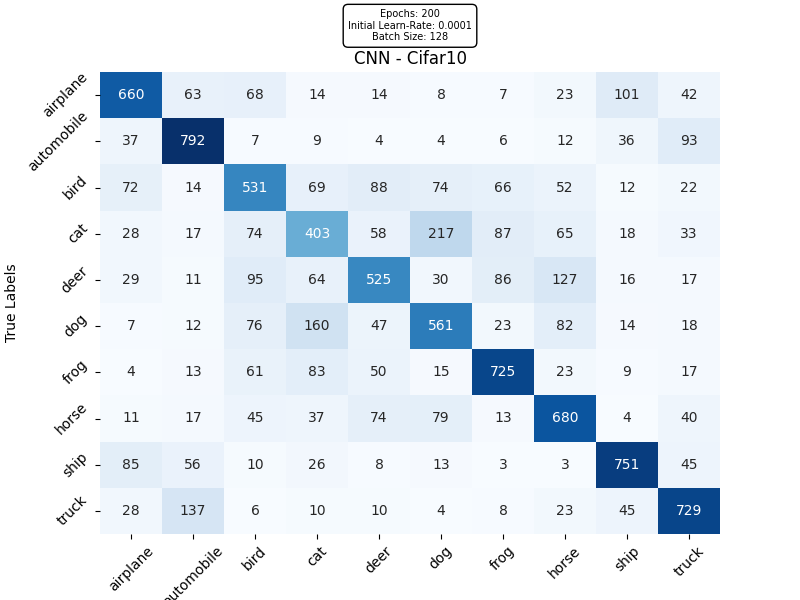 Epochs: 200
Initial Learn-Rate: 0.0001
Batch Size: 128
CNN - Cifar10
True Labels
airplane 660 63 68 14 14 8 7 23 101 42
automobile 37 792 7 9 4 4 6 12 36 93
bird 72 14 531 69 88 74 66 52 12 22
cat 28 17 74 403 58 217 87 65 18 33
deer 29 11 95 64 525 30 86 127 16 17
dog 7 12 76 160 47 561 23 82 14 18
frog 4 13 61 83 50 15 725 23 9 17
horse 11 17 45 37 74 79 13 680 4 40
ship 85 56 10 26 8 13 3 3 751 45
truck 28 137 6 10 10 4 8 23 45 729
airplane automobile bird cat deer dog frog horse ship truck